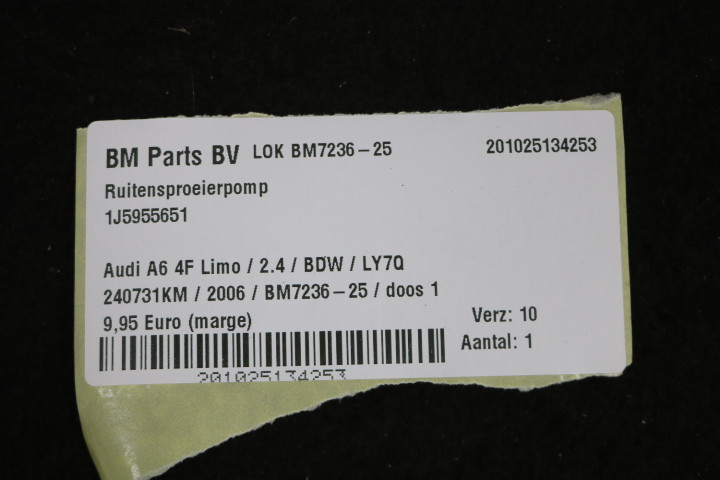 BM Parts BV LOK BM7236-25 201025134253
Ruitensproeierpomp
1J5955651
Audi A6 4F Limo / 2.4 / BDW / LY7Q
240731KM / 2006 / BM7236-25 / doos 1
9,95 Euro (marge) Verz: 10
Aantal: 1
201025134253